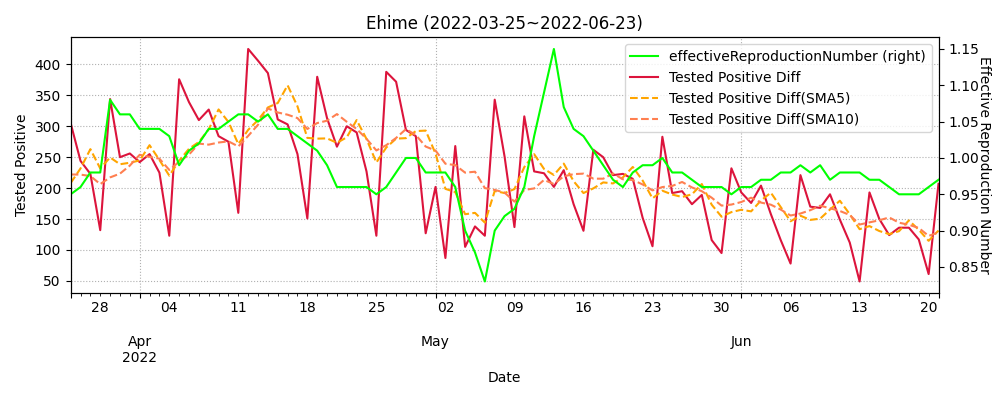 Ehime (2022-03-25~2022-06-23)
effectiveReproductionNumber (right)
Tested Positive Diff
Tested Positive Diff(SMA5)
Tested Positive Diff(SMA10)
Tested Positive
400
350
300
250
200
150
100
50
1.15
1.10
1.05
1.00
0.95
0.90
0.85
Effective Reproduction Number
28 04 11 18 25 02 09 16 23 30 06 13 20
Apr May Jun
2022
Date